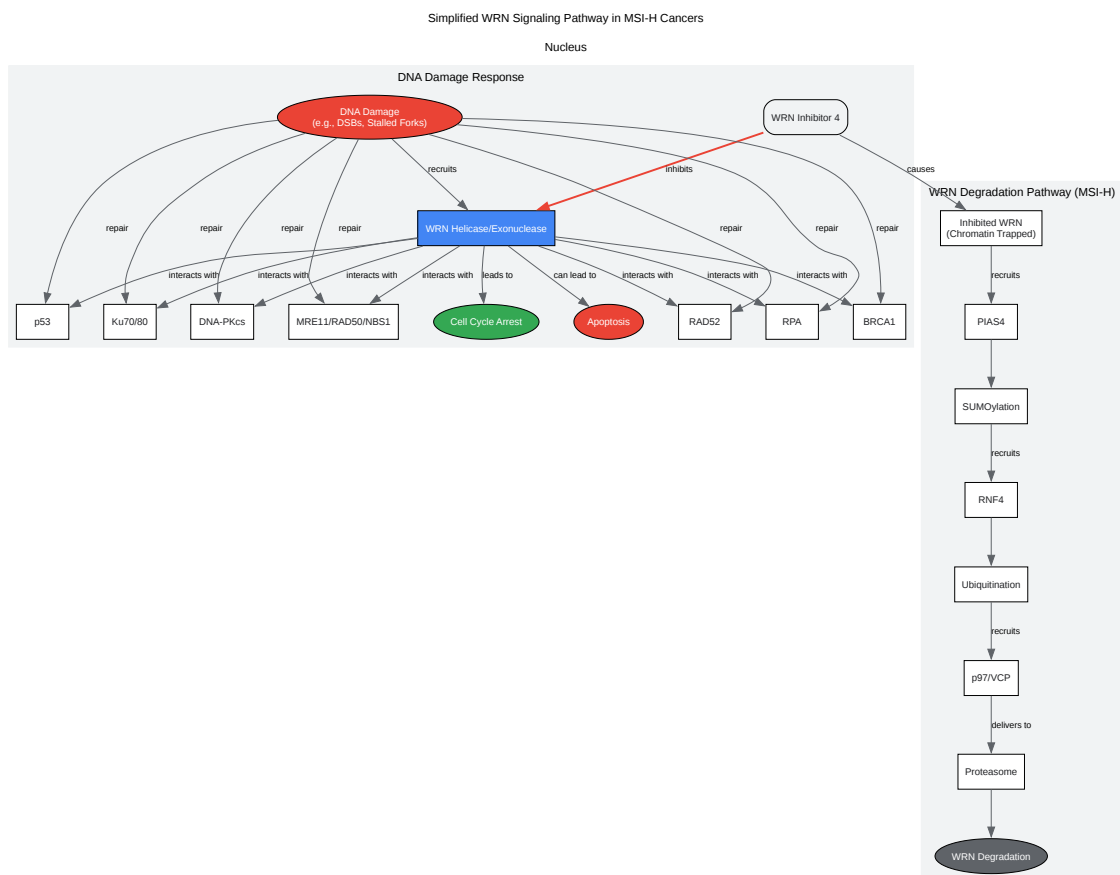 Simplified WRN Signaling Pathway in MSI-H Cancers
Nucleus
DNA Damage Response
DNA Damage
(e.g., DSBs, Stalled Forks)
WRN Inhibitor 4
recruits
inhibits
causes
WRN Degradation Pathway (MSI-H)
WRN Helicase/Exonuclease
Inhibited WRN
(Chromatin Trapped)
repair
repair
repair
repair
repair
repair
repair
interacts with
interacts with
interacts with
interacts with
leads to
can lead to
interacts with
interacts with
interacts with
recruits
p53
Ku70/80
DNA-PKcs
MRE11/RAD50/NBS1
Cell Cycle Arrest
Apoptosis
RAD52
RPA
BRCA1
PIAS4
SUMOylation
recruits
RNF4
Ubiquitination
recruits
p97/VCP
delivers to
Proteasome
WRN Degradation